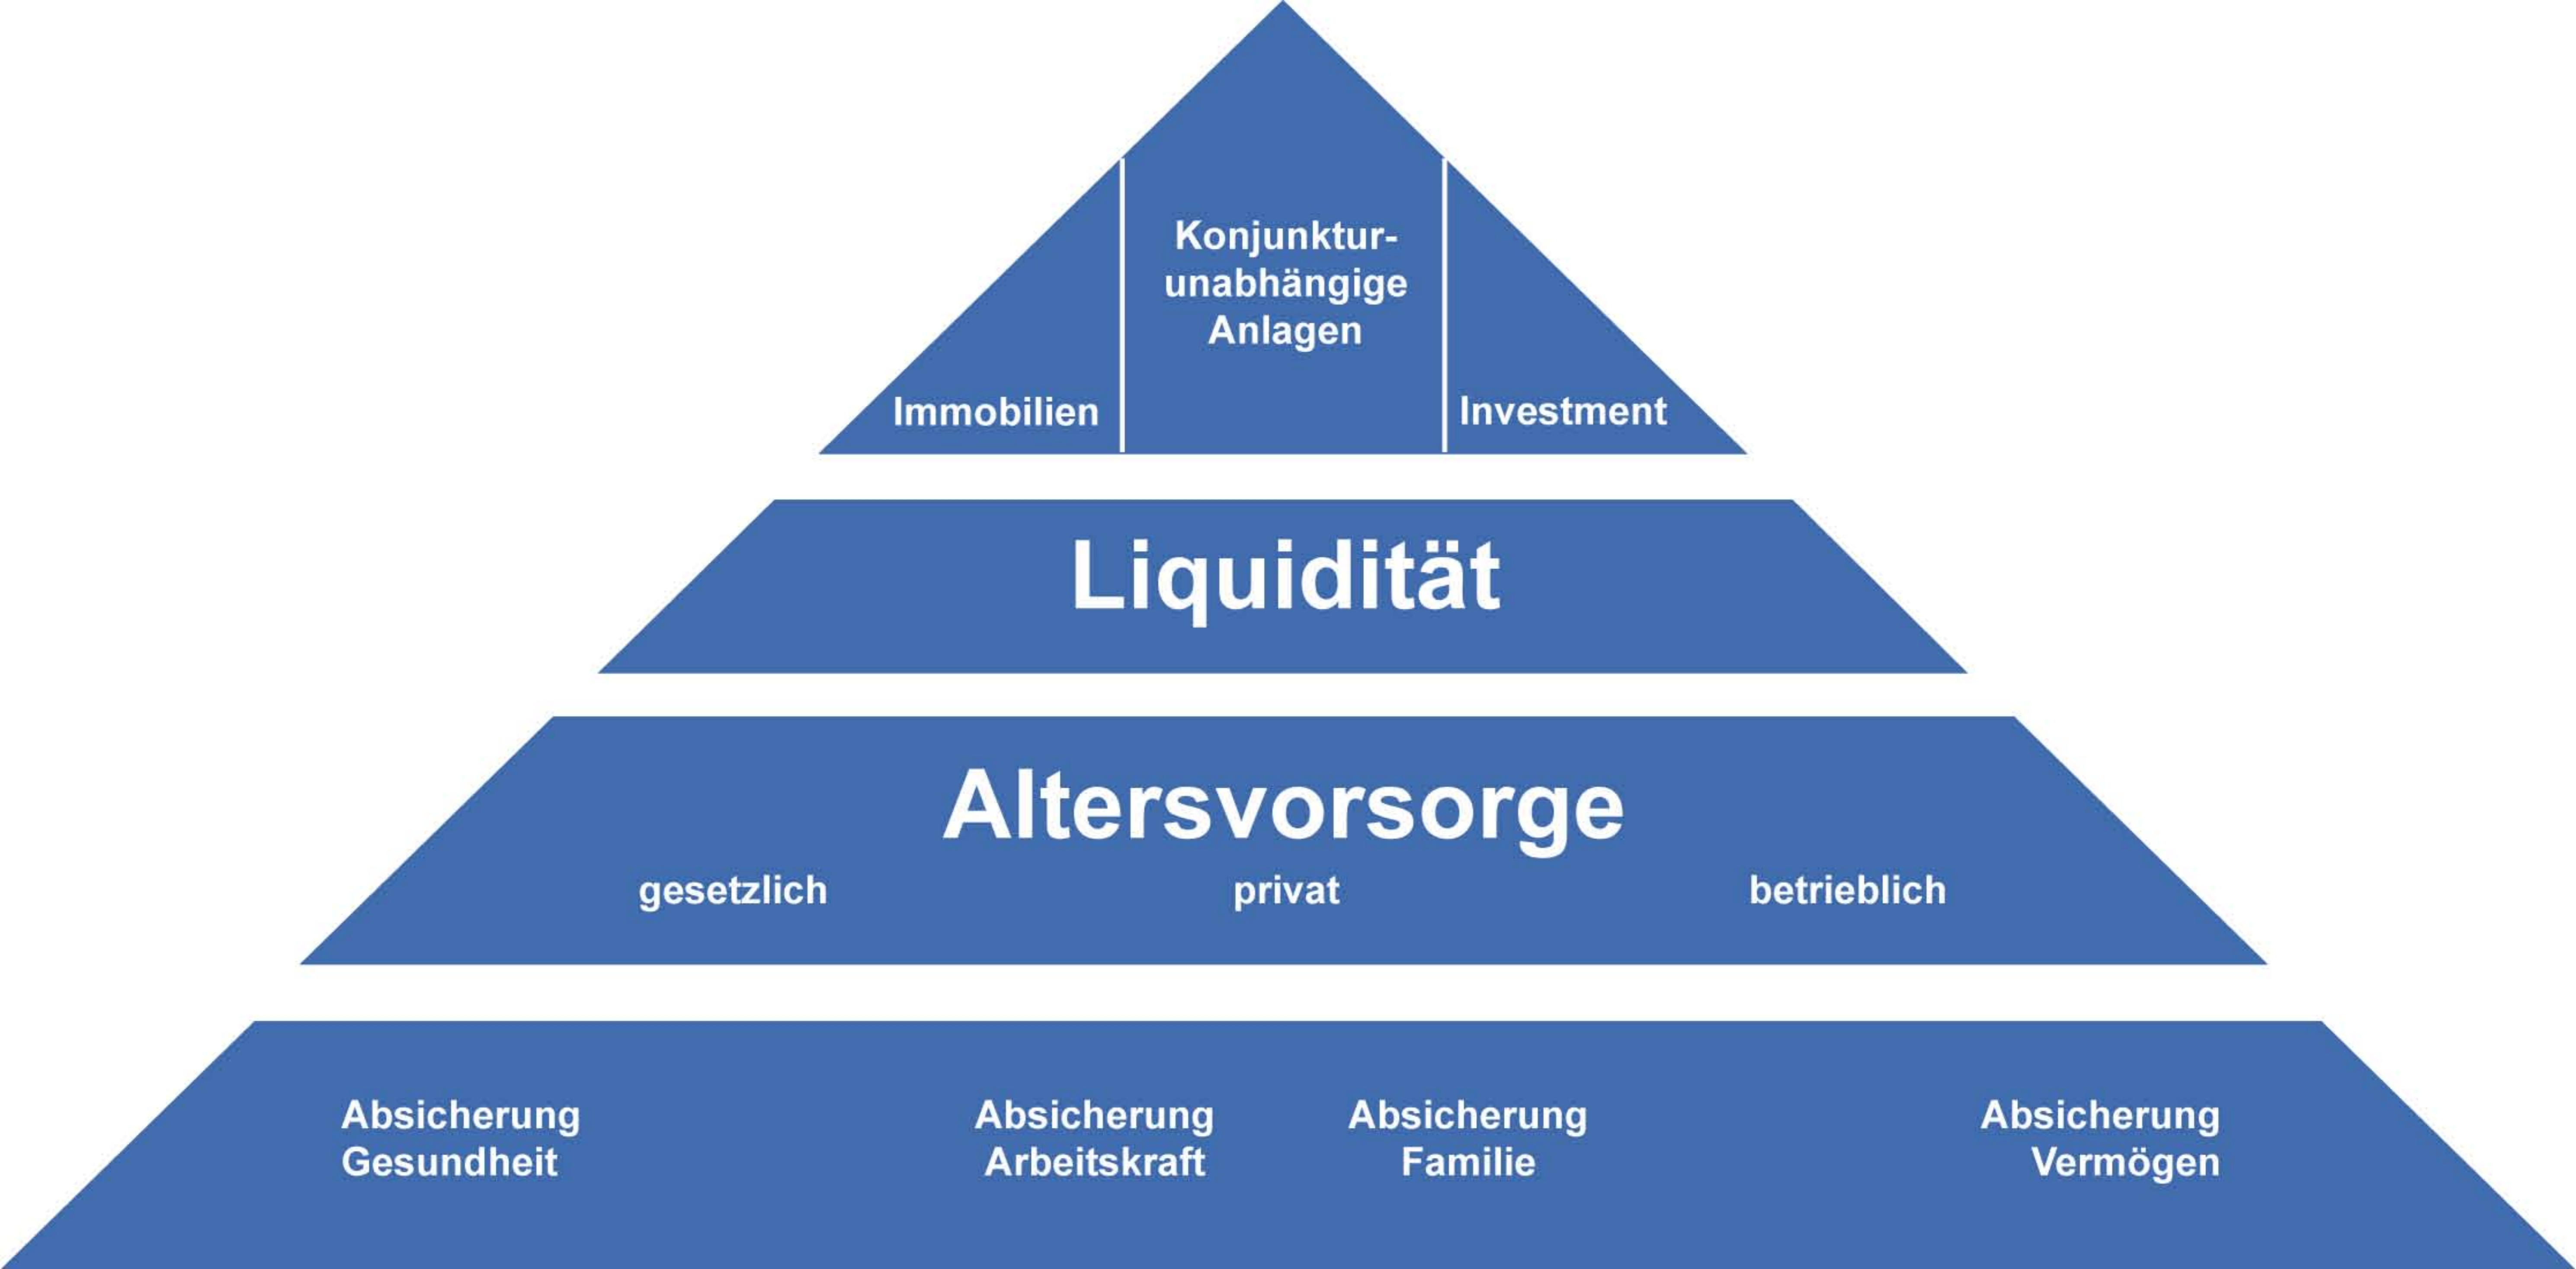 Konjunktur-
unabhängige
Anlagen
Immobilien
Investment
Liquidität
Altersvorsorge
gesetzlich
privat
betrieblich
Absicherung
Gesundheit
Absicherung
Arbeitskraft
Absicherung
Familie
Absicherung
Vermögen